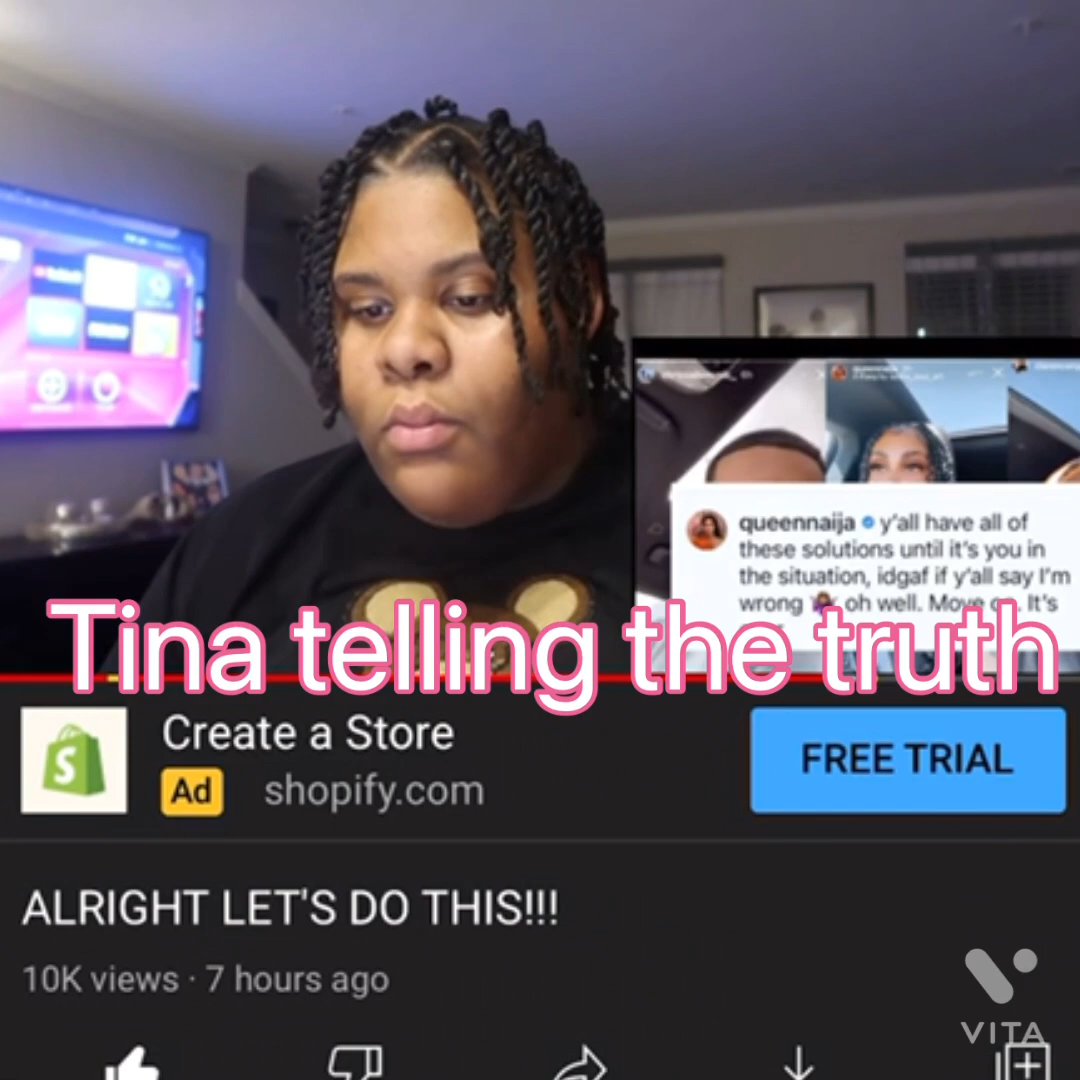 queennaija y'all have all of
these solutions until it's you in
the situation, idgaf if y'all say I'm
wrong 🤷🏽‍♀️ oh well. Move on. It's
Tina telling the truth
Create a Store
FREE TRIAL
Ad shopify.com
ALRIGHT LET'S DO THIS!!!
10K views · 7 hours ago
VITA